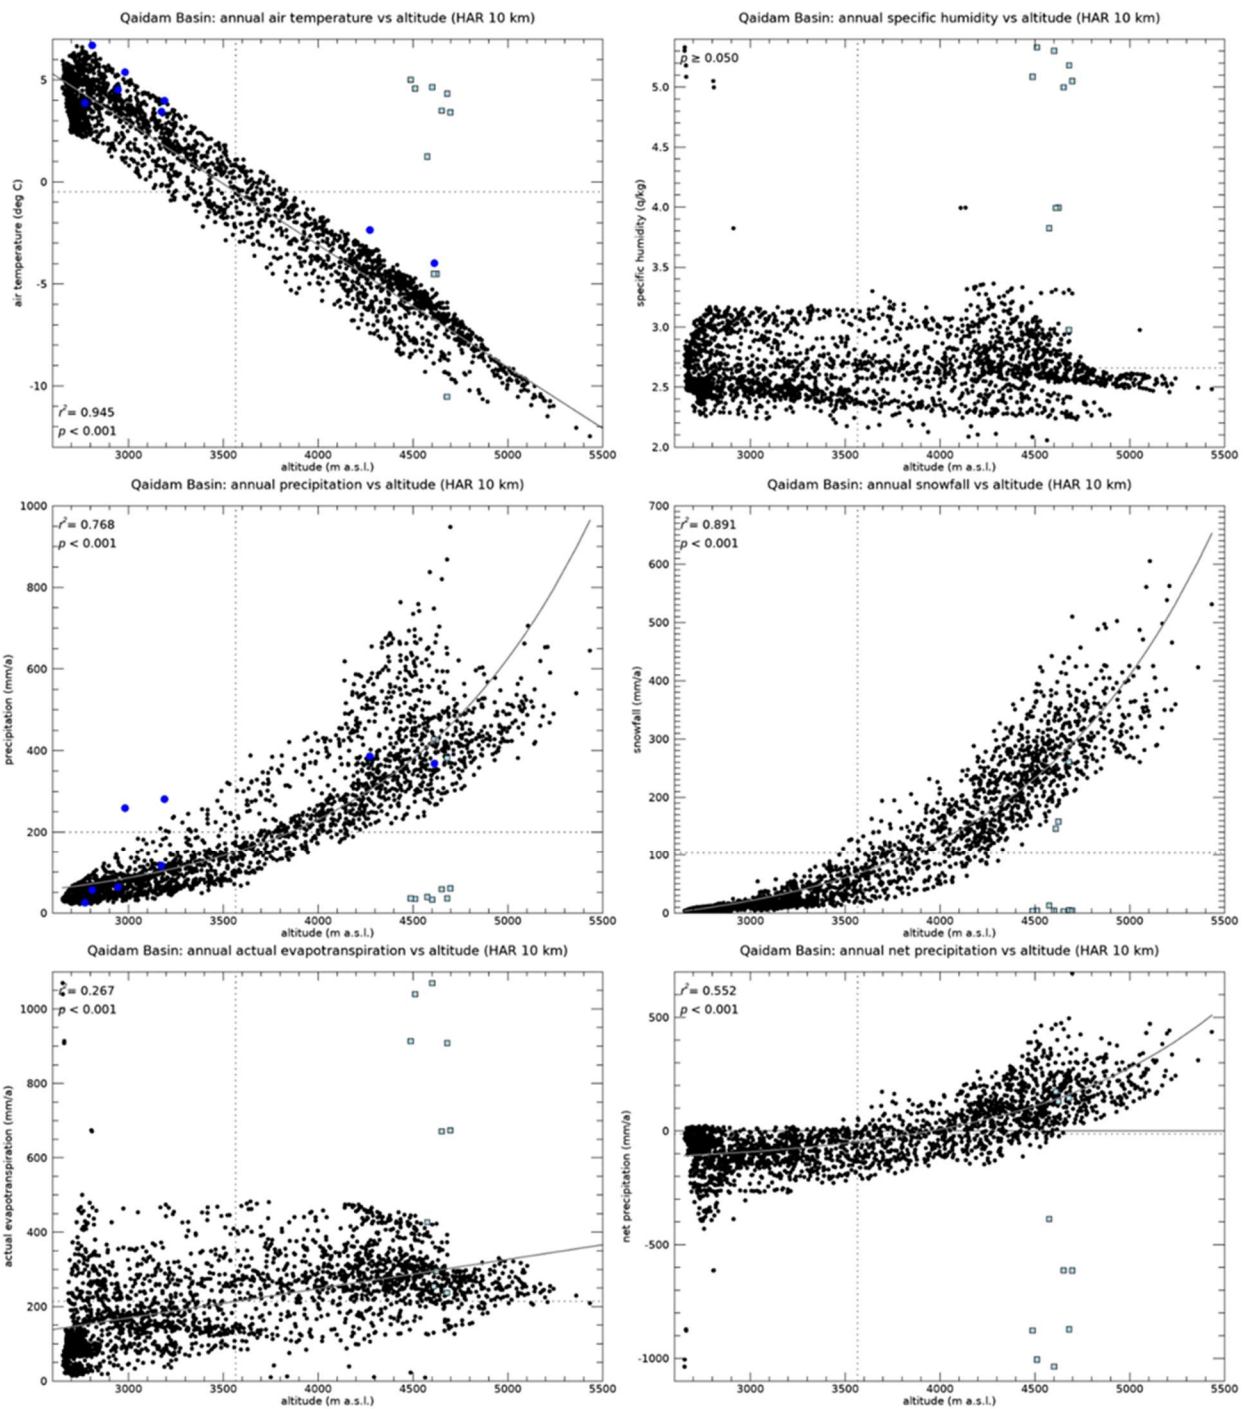 Qaidam Basin: annual air temperature vs altitude (HAR 10 km)
air temperature (deg C)
5
0
-5
-10
r²= 0.945
p < 0.001
3000 3500 4000 4500 5000 5500
altitude (m a.s.l.)
Qaidam Basin: annual specific humidity vs altitude (HAR 10 km)
p ≥ 0.050
specific humidity (q/kg)
5.0
4.5
4.0
3.5
3.0
2.5
2.0
3000 3500 4000 4500 5000 5500
altitude (m a.s.l.)
Qaidam Basin: annual precipitation vs altitude (HAR 10 km)
r²= 0.768
p < 0.001
precipitation (mm/a)
1000
800
600
400
200
0
3000 3500 4000 4500 5000 5500
altitude (m a.s.l.)
Qaidam Basin: annual snowfall vs altitude (HAR 10 km)
r²= 0.891
p < 0.001
snowfall (mm/a)
700
600
500
400
300
200
100
0
3000 3500 4000 4500 5000 5500
altitude (m a.s.l.)
Qaidam Basin: annual actual evapotranspiration vs altitude (HAR 10 km)
r²= 0.267
p < 0.001
actual evapotranspiration (mm/a)
1000
800
600
400
200
0
3000 3500 4000 4500 5000 5500
altitude (m a.s.l.)
Qaidam Basin: annual net precipitation vs altitude (HAR 10 km)
r²= 0.552
p < 0.001
net precipitation (mm/a)
500
0
-500
-1000
3000 3500 4000 4500 5000 5500
altitude (m a.s.l.)